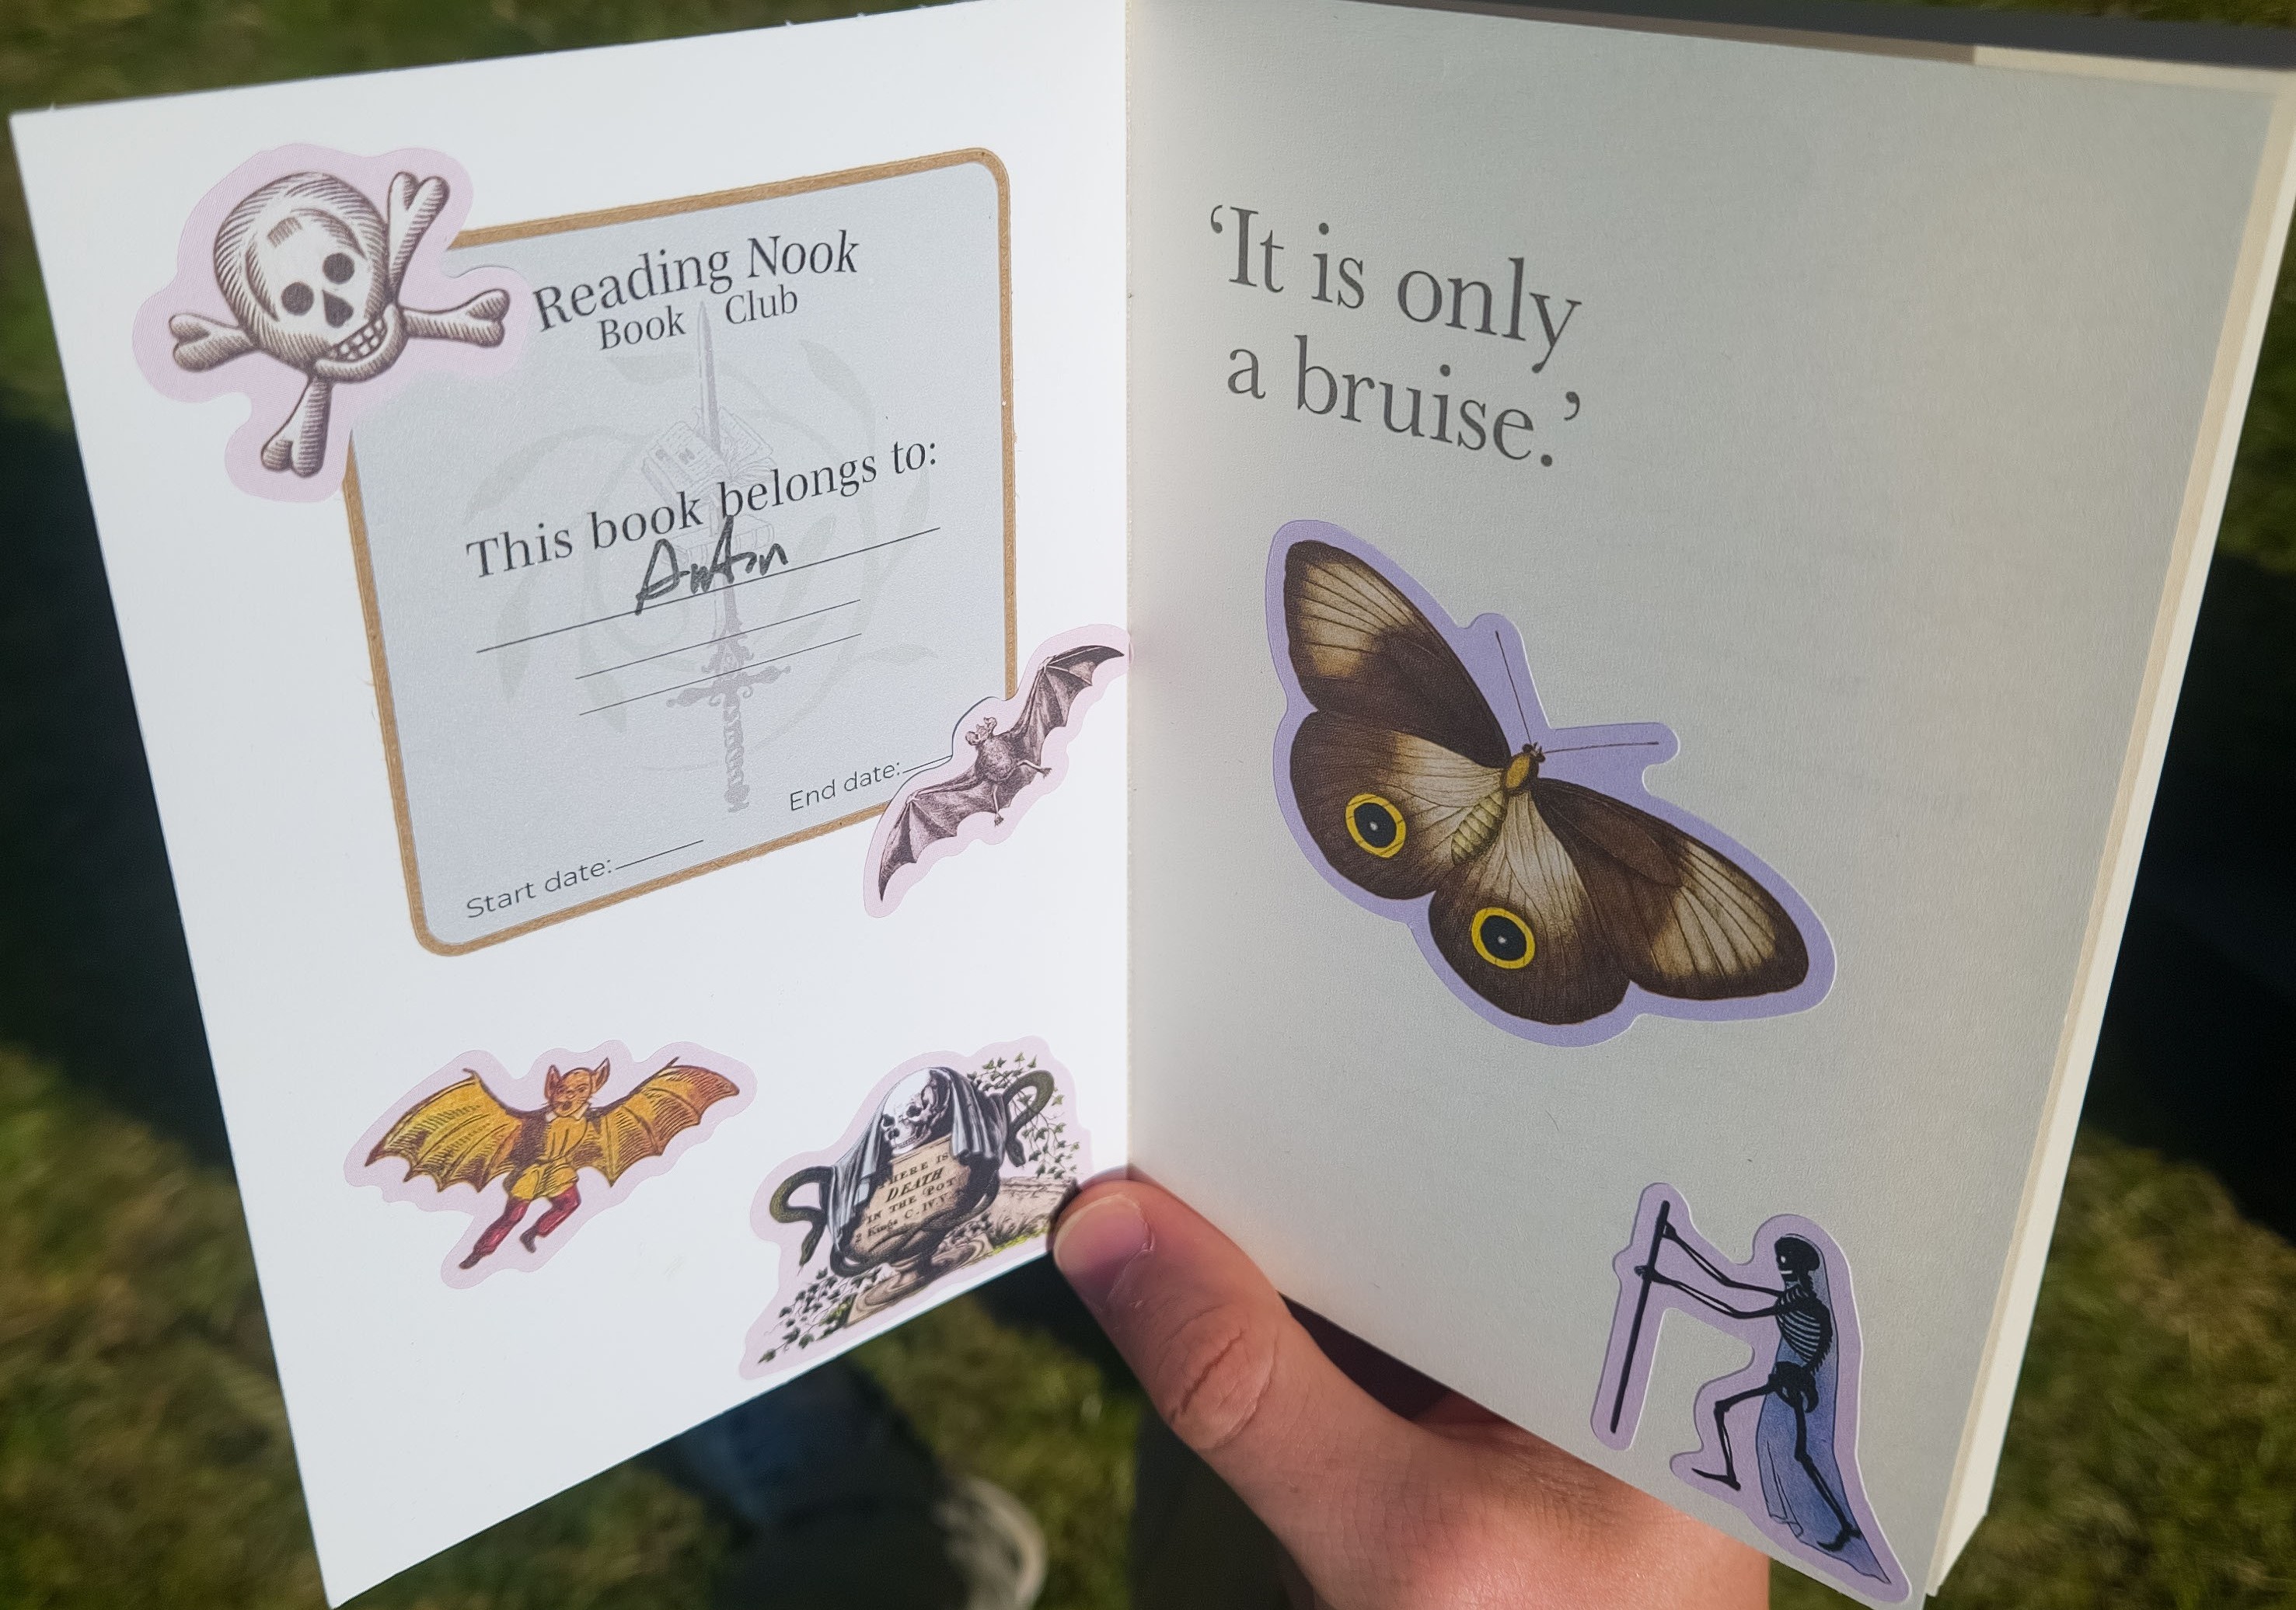 Reading Nook
Book Club
This book belongs to:
Anton
Start date:
End date:
HERE IS
DEATH
IN THE POT
2 Kings C. IV. V.
‘It is only
a bruise.’